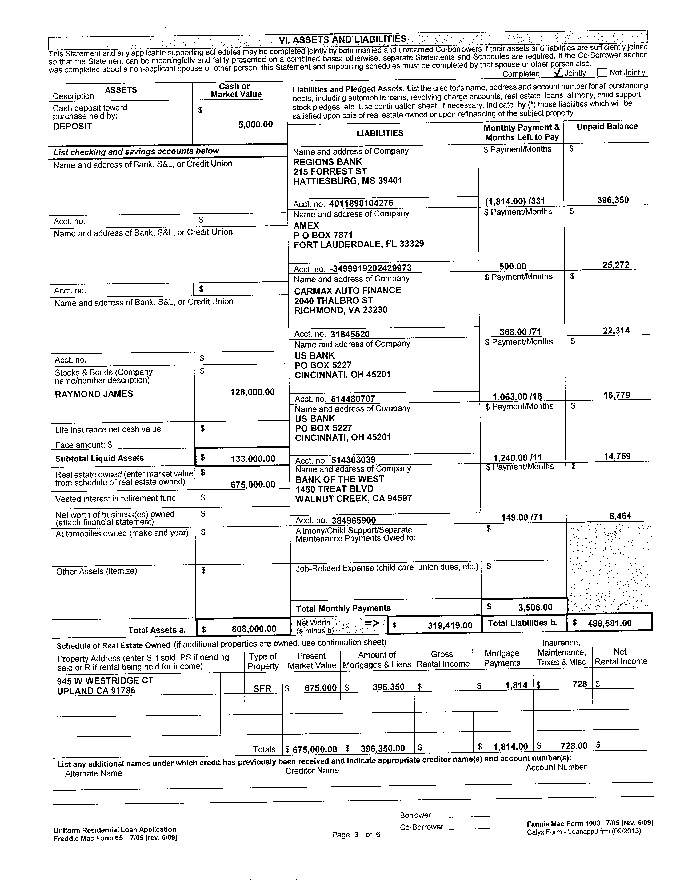 VI. ASSETS AND LIABILITIES
This Statement and any applicable supporting schedules may be completed jointly by both married and unmarried Co-borrowers if their assets and liabilities are sufficiently joined
so that the Statement can be meaningfully and fairly presented on a combined basis; otherwise, separate Statements and Schedules are required. If the Co-Borrower section
was completed about a non-applicant spouse or other person, this Statement and supporting schedules must be completed by that spouse or other person also.
Completed ✓ Jointly Not Jointly
ASSETS
Description
Cash or
Market Value
Cash deposit toward
purchase held by:
$
DEPOSIT 5,000.00
List checking and savings accounts below
Name and address of Bank, S&L, or Credit Union
Acct. no. $
Name and address of Bank, S&L, or Credit Union
Acct. no. $
Name and address of Bank, S&L, or Credit Union
Acct. no. $
Stocks & Bonds (Company
name/number description) $
RAYMOND JAMES 128,000.00
Life insurance net cash value $
Face amount: $
Subtotal Liquid Assets $ 133,000.00
Real estate owned (enter market value
from schedule of real estate owned) $ 675,000.00
Vested interest in retirement fund $
Net worth of business(es) owned
(attach financial statement) $
Automobiles owned (make and year) $
Other Assets (itemize) $
Total Assets a. $ 808,000.00
Liabilities and Pledged Assets. List the creditor's name, address and account number for all outstanding
debts, including automobile loans, revolving charge accounts, real estate loans, alimony, child support,
stock pledges, etc. Use continuation sheet, if necessary. Indicate by (*) those liabilities which will be
satisfied upon sale of real estate owned or upon refinancing of the subject property.
LIABILITIES
Monthly Payment &
Months Left to Pay
Unpaid Balance
Name and address of Company $ Payment/Months $
REGIONS BANK
215 FORREST ST
HATTIESBURG, MS 39401
Acct. no. 4011890104276 (1,814.00) /331 396,350
Name and address of Company $ Payment/Months $
AMEX
P O BOX 7871
FORT LAUDERDALE, FL 33329
Acct. no. -3499919202429973 500.00 25,272
Name and address of Company $ Payment/Months $
CARMAX AUTO FINANCE
2040 THALBRO ST
RICHMOND, VA 23230
Acct. no. 31845520 368.00 /71 22,314
Name and address of Company $ Payment/Months $
US BANK
PO BOX 5227
CINCINNATI, OH 45201
Acct. no. 514480707 1,063.00 /16 16,779
Name and address of Company $ Payment/Months $
US BANK
PO BOX 5227
CINCINNATI, OH 45201
Acct. no. 514303039 1,240.00 /11 14,769
Name and address of Company $ Payment/Months $
BANK OF THE WEST
1450 TREAT BLVD
WALNUT CREEK, CA 94597
Acct. no. 384965900 149.00 /71 8,464
Alimony/Child Support/Separate
Maintenance Payments Owed to: $
Job-Related Expense (child care, union dues, etc.) $
Total Monthly Payments $ 3,506.00
Net Worth
(a minus b) => $ 319,419.00 Total Liabilities b. $ 488,581.00
Schedule of Real Estate Owned (if additional properties are owned, use continuation sheet)
Property Address (enter S if sold, PS if pending
sale or R if rental being held for income)
Type of
Property
Present
Market Value
Amount of
Mortgages & Liens
Gross
Rental Income
Mortgage
Payments
Insurance,
Maintenance,
Taxes & Misc.
Net
Rental Income
945 W WESTRIDGE CT
UPLAND CA 91786 SFR $ 675,000 396,350 $ $ 1,814 $ 728 $
Totals $ 675,000.00 $ 396,350.00 $ $ 1,814.00 $ 728.00 $
List any additional names under which credit has previously been received and indicate appropriate creditor name(s) and account number(s):
Alternate Name Creditor Name Account Number
Borrower
Co-Borrower
Uniform Residential Loan Application
Freddie Mac Form 65 7/05 (rev. 6/09)
Page 3 of 6
Fannie Mae Form 1003 7/05 (rev. 6/09)